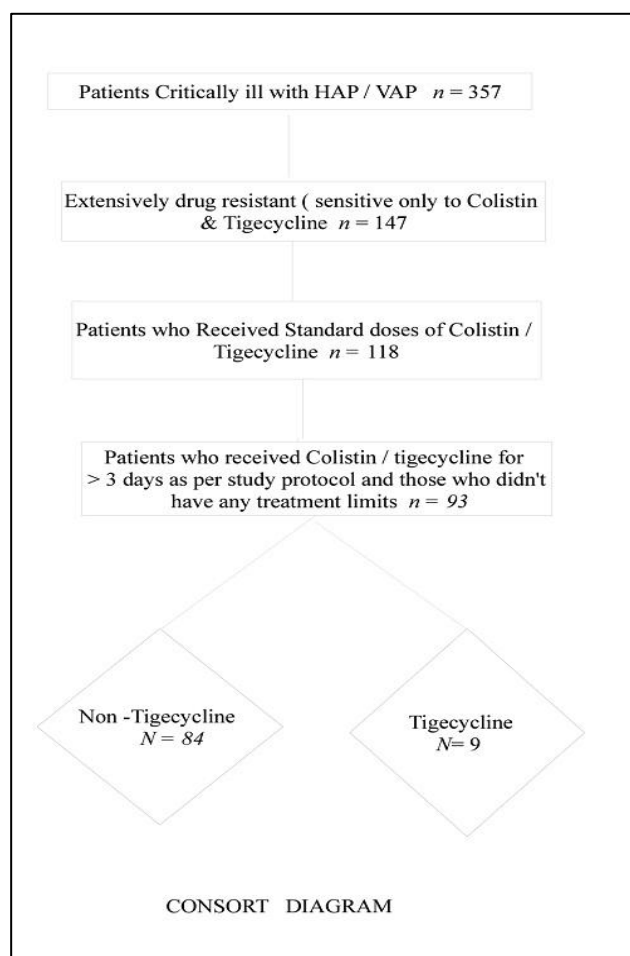 Patients Critically ill with HAP / VAP n = 357
Extensively drug resistant ( sensitive only to Colistin
& Tigecycline n = 147
Patients who Received Standard doses of Colistin /
Tigecycline n = 118
Patients who received Colistin / tigecycline for
> 3 days as per study protocol and those who didn't
have any treatment limits n = 93
Non -Tigecycline
N = 84
Tigecycline
N= 9
CONSORT DIAGRAM